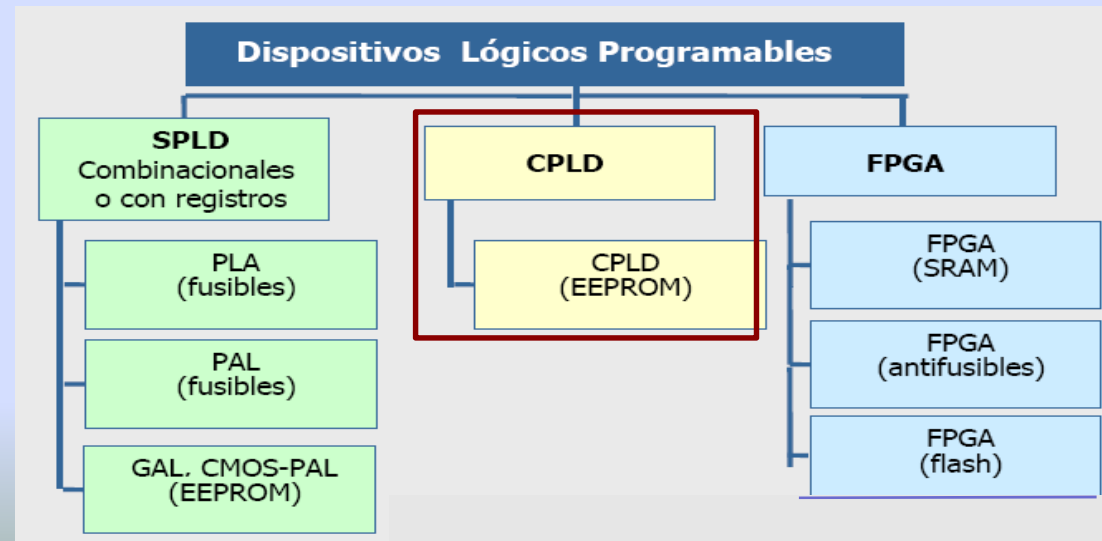 Dispositivos Lógicos Programables
SPLD
Combinacionales
o con registros
PLA
(fusibles)
PAL
(fusibles)
GAL. CMOS-PAL
(EEPROM)
CPLD
CPLD
(EEPROM)
FPGA
FPGA
(SRAM)
FPGA
(antifusibles)
FPGA
(flash)